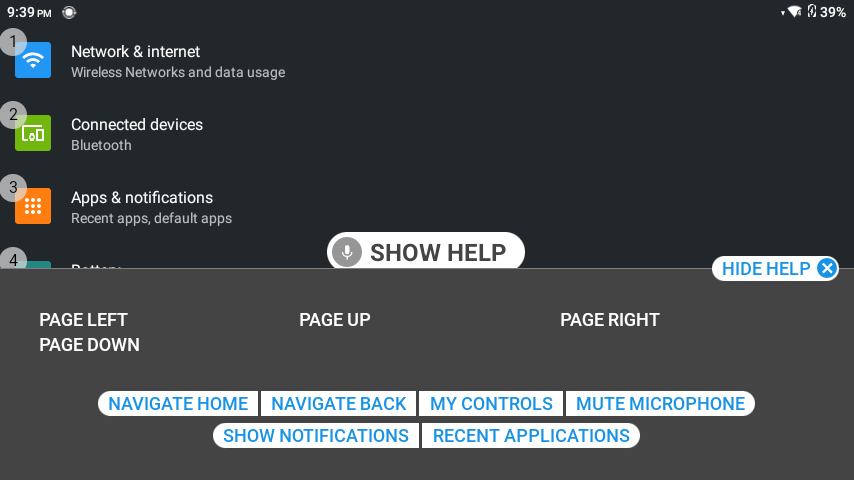 9:39 PM 39%
1
Network & internet
Wireless Networks and data usage
2
Connected devices
Bluetooth
3
Apps & notifications
Recent apps, default apps
4
SHOW HELP
HIDE HELP
PAGE LEFT PAGE UP PAGE RIGHT
PAGE DOWN
NAVIGATE HOME NAVIGATE BACK MY CONTROLS MUTE MICROPHONE
SHOW NOTIFICATIONS RECENT APPLICATIONS